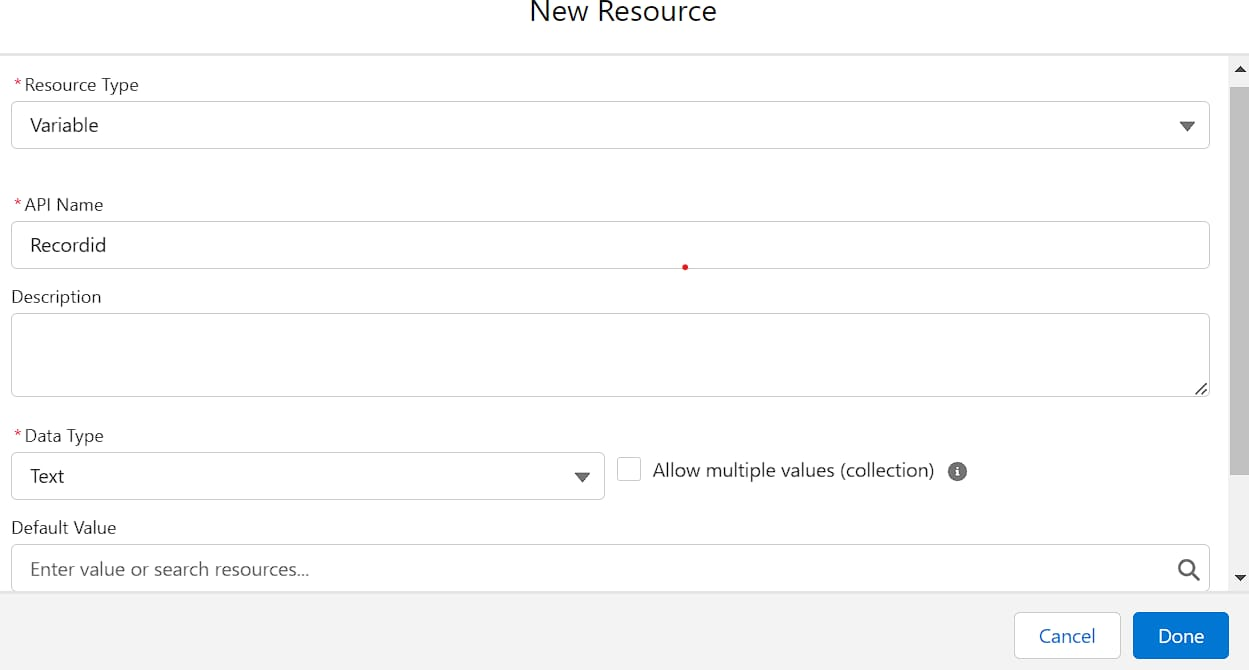 New Resource
*Resource Type
Variable
*API Name
Recordid
Description
*Data Type
Text
Allow multiple values (collection)
Default Value
Enter value or search resources...
Cancel
Done